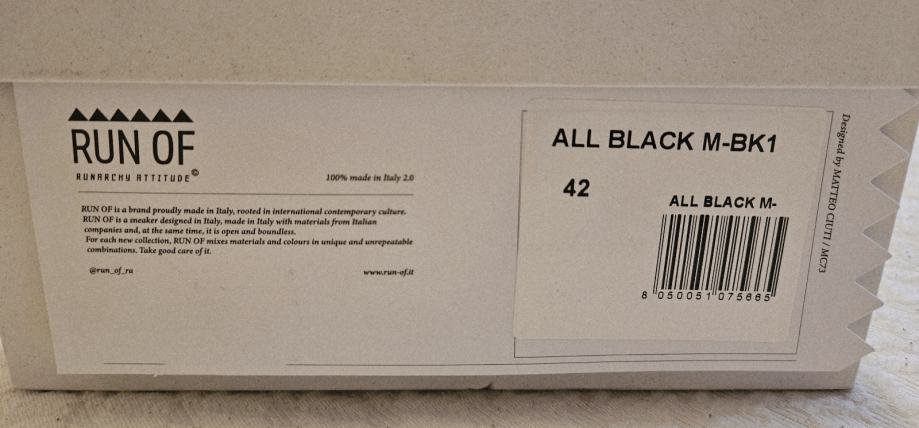 RUN OF
RUNARCHY ATTITUDE©
100% made in Italy 2.0
RUN OF is a brand proudly made in Italy, rooted in international contemporary culture.
RUN OF is a sneaker designed in Italy, made in Italy with materials from Italian
companies and, at the same time, it is open and boundless.
For each new collection, RUN OF mixes materials and colours in unique and unrepeatable
combinations. Take good care of it.
@run_of_ra
www.run-of.it
ALL BLACK M-BK1
42
ALL BLACK M-
8 050051 075665
Designed by MATTEO CIUTI / MC73